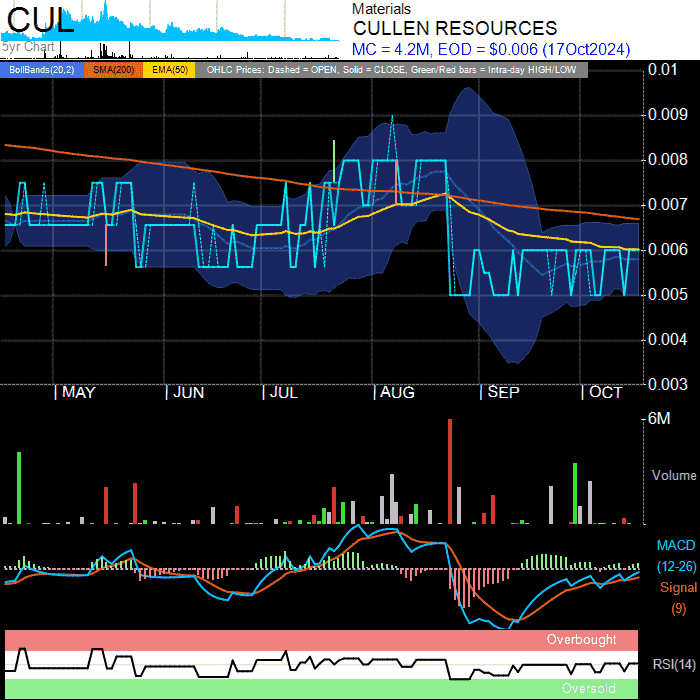 CUL
5yr Chart
Materials
CULLEN RESOURCES
MC = 4.2M, EOD = $0.006 (17Oct2024)
BollBands(20,2) SMA(200) EMA(50) OHLC Prices: Dashed = OPEN, Solid = CLOSE, Green/Red bars = Intra-day HIGH/LOW
0.01
0.009
0.008
0.007
0.006
0.005
0.004
0.003
MAY JUN JUL AUG SEP OCT
6M
Volume
MACD
(12-26)
Signal
(9)
Overbought
RSI(14)
Oversold